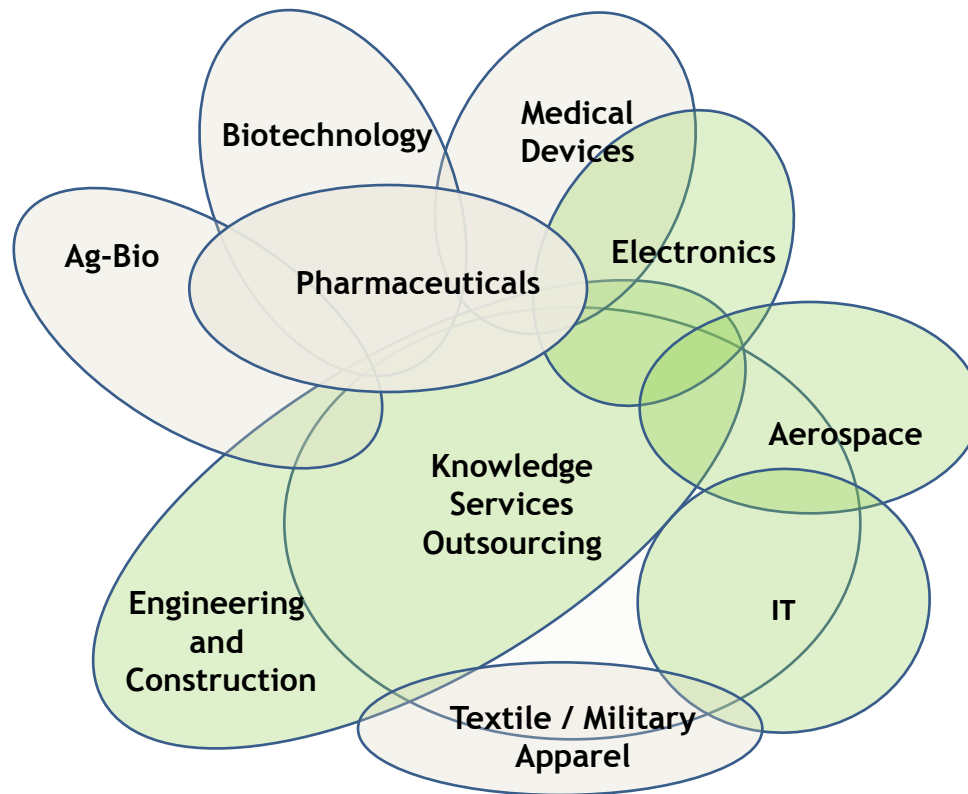 Medical
Devices
Biotechnology
Electronics
Ag-Bio
Pharmaceuticals
Aerospace
Knowledge
Services
Outsourcing
Engineering
and
Construction
IT
Textile / Military
Apparel